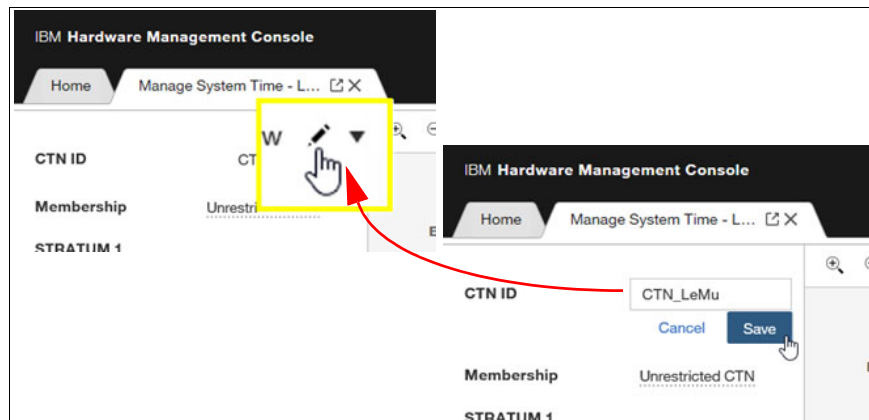 IBM Hardware Management Console
Home
Manage System Time - L...
W
CTN ID
CT
Membership
Unrestri
STRATUM 1
IBM Hardware Management Console
Home
Manage System Time - L...
CTN ID
CTN_LeMu
Cancel
Save
Membership
Unrestricted CTN
STRATUM 1